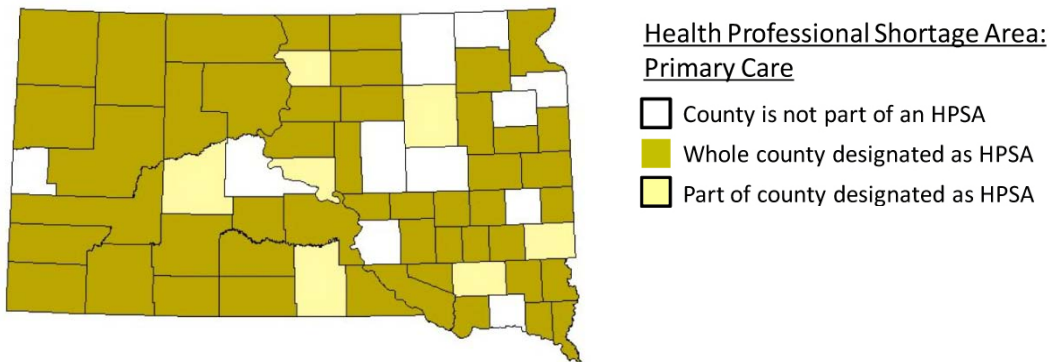 Health Professional Shortage Area:
Primary Care
County is not part of an HPSA
Whole county designated as HPSA
Part of county designated as HPSA